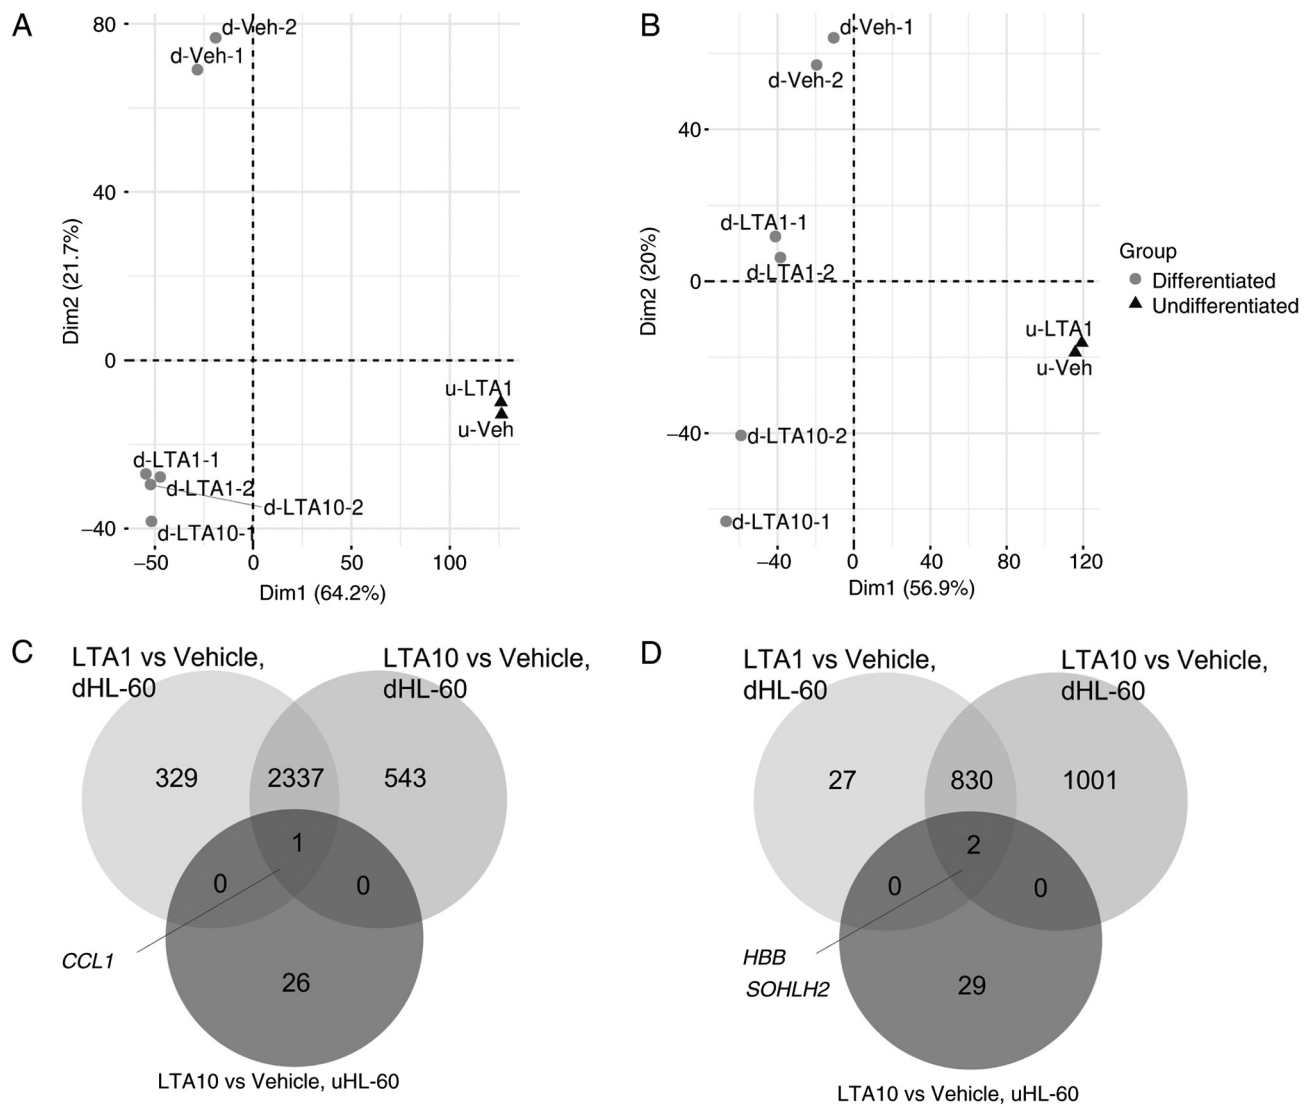 A
80
40
0
−40
Dim2 (21.7%)
d-Veh-2
d-Veh-1
u-LTA1
u-Veh
d-LTA1-1
d-LTA1-2
d-LTA10-2
d-LTA10-1
−50
0
50
100
Dim1 (64.2%)
B
40
0
−40
Dim2 (20%)
d-Veh-1
d-Veh-2
d-LTA1-1
d-LTA1-2
u-LTA1
u-Veh
d-LTA10-2
d-LTA10-1
−40
0
40
80
120
Dim1 (56.9%)
Group
Differentiated
Undifferentiated
C
LTA1 vs Vehicle,
dHL-60
LTA10 vs Vehicle,
dHL-60
329
2337
543
1
0
0
CCL1
26
LTA10 vs Vehicle, uHL-60
D
LTA1 vs Vehicle,
dHL-60
LTA10 vs Vehicle,
dHL-60
27
830
1001
2
0
0
HBB
SOHLH2
29
LTA10 vs Vehicle, uHL-60